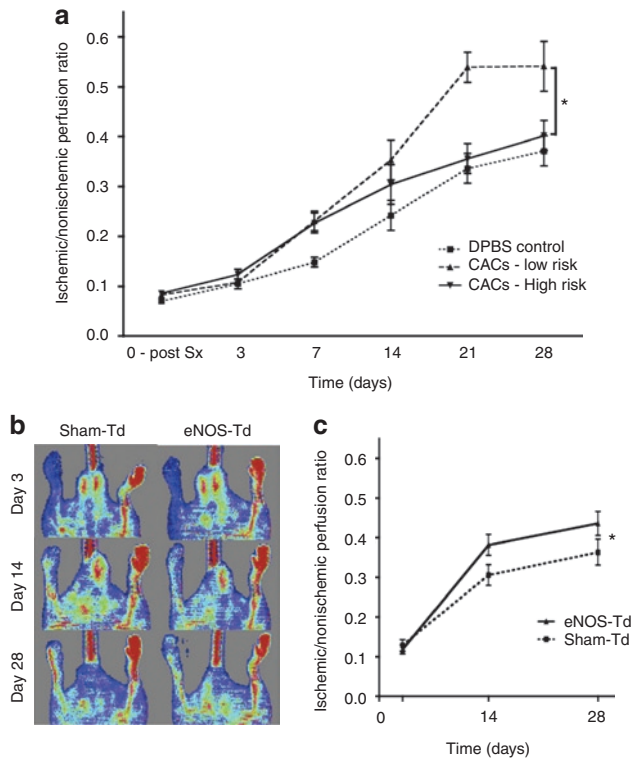 a
Ischemic/nonischemic perfusion ratio
0.6
0.5
0.4
0.3
0.2
0.1
0.0
*
DPBS control
CACs - low risk
CACs - High risk
0 - post Sx 3 7 14 21 28
Time (days)
b
Sham-Td eNOS-Td
Day 3
Day 14
Day 28
c
Ischemic/nonischemic perfusion ratio
0.6
0.5
0.4
0.3
0.2
0.1
0.0
*
eNOS-Td
Sham-Td
0 14 28
Time (days)